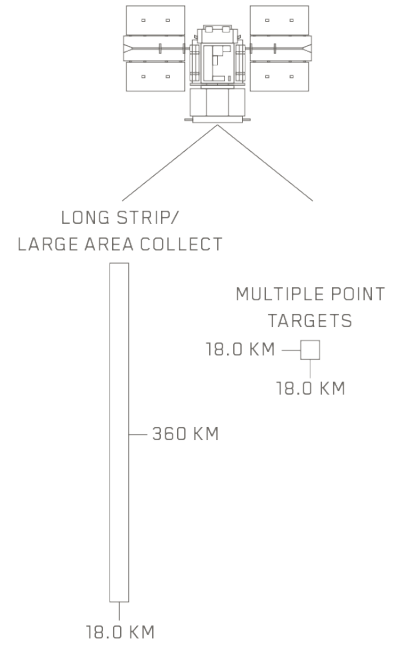 LONG STRIP/
LARGE AREA COLLECT
MULTIPLE POINT
TARGETS
18.0 KM
18.0 KM
360 KM
18.0 KM